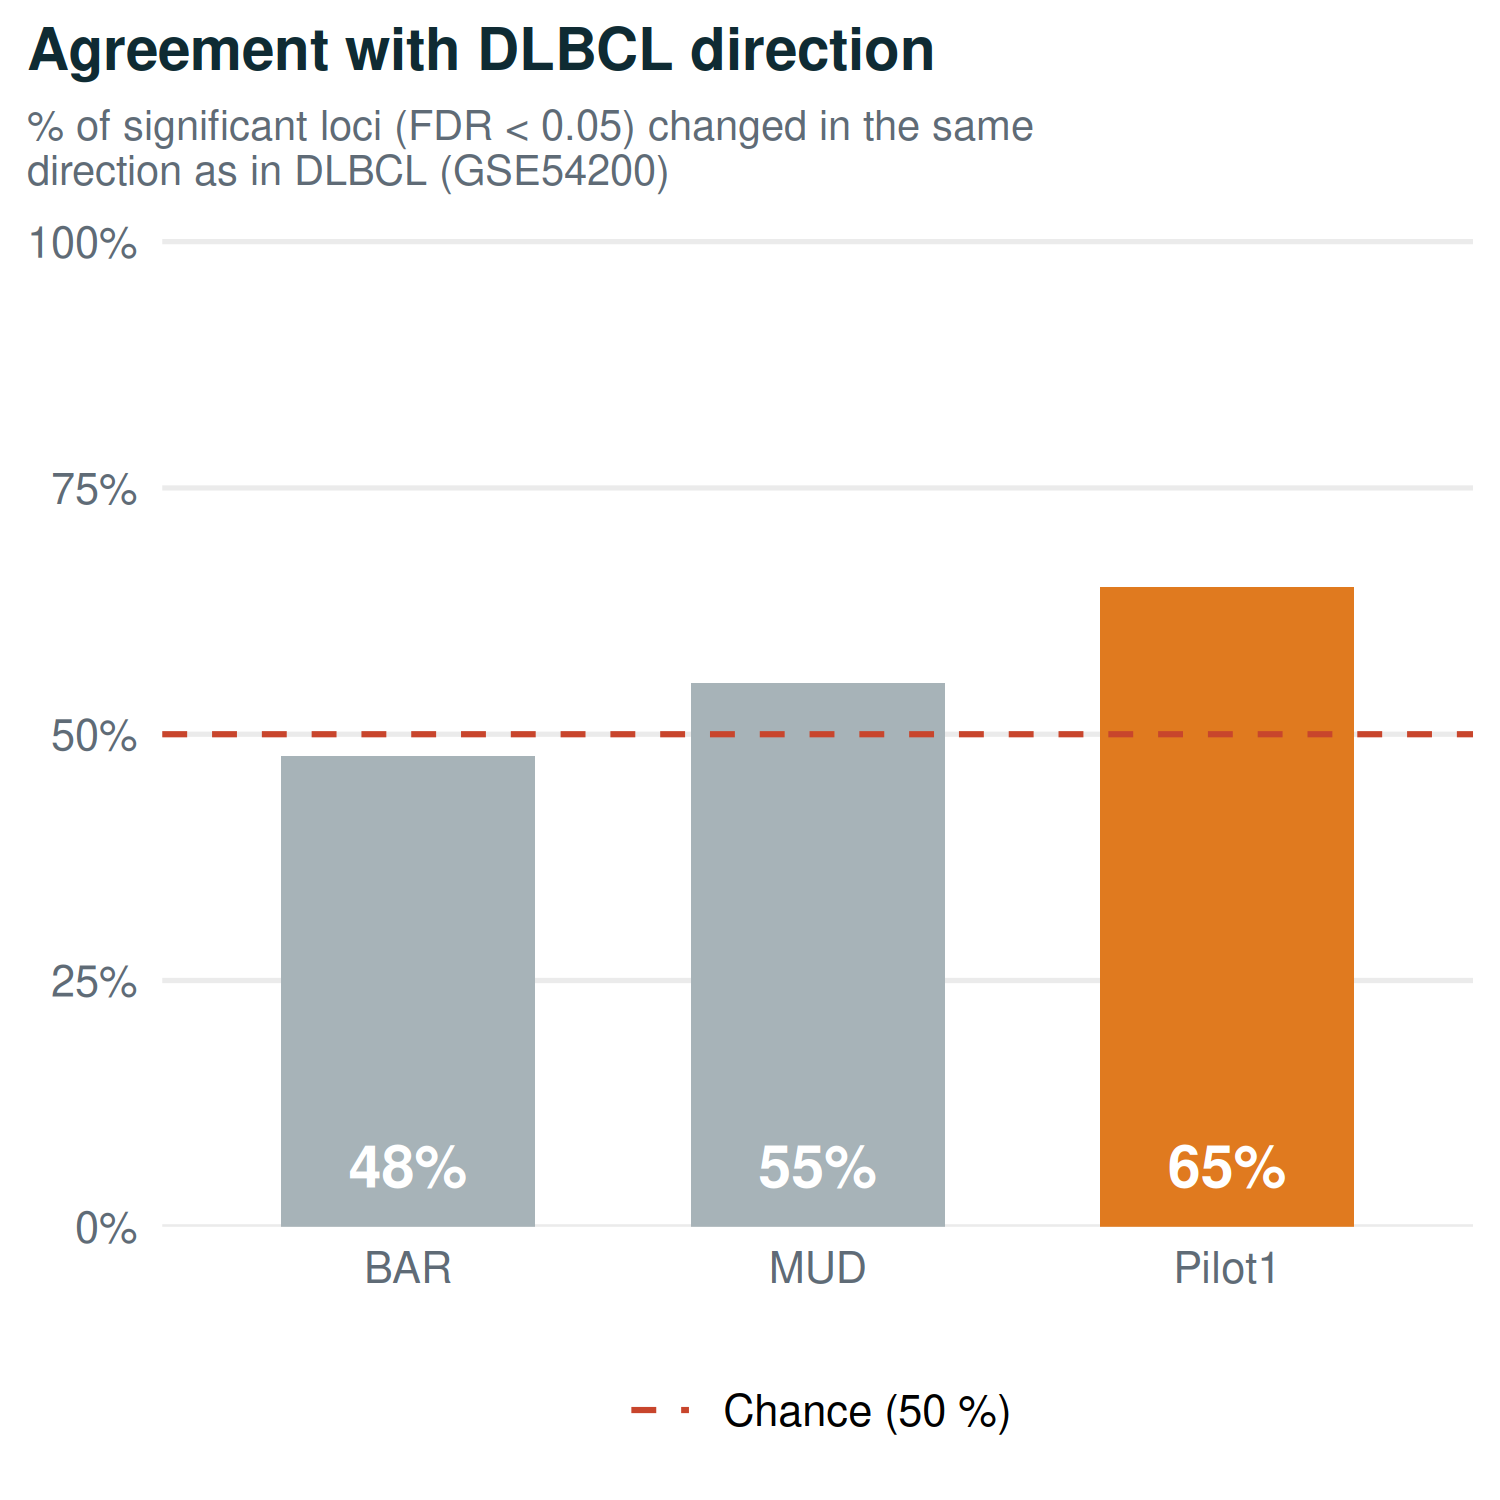 Agreement with DLBCL direction
% of significant loci (FDR < 0.05) changed in the same
direction as in DLBCL (GSE54200)
100%
75%
50%
25%
0%
48%
55%
65%
BAR
MUD
Pilot1
Chance (50 %)